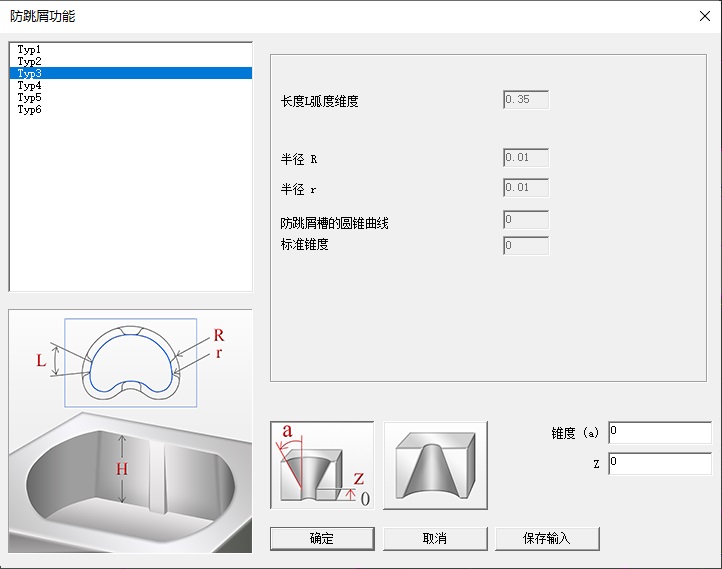 防跳屑功能
Typ1
Typ2
Typ3
Typ4
Typ5
Typ6
长度L弧度维度
0.35
半径 R
0.01
半径 r
0.01
防跳屑槽的圆锥曲线
0
标准锥度
0
L
R
r
H
a
Z
0
锥度 (a)
0
Z
0
确定
取消
保存输入